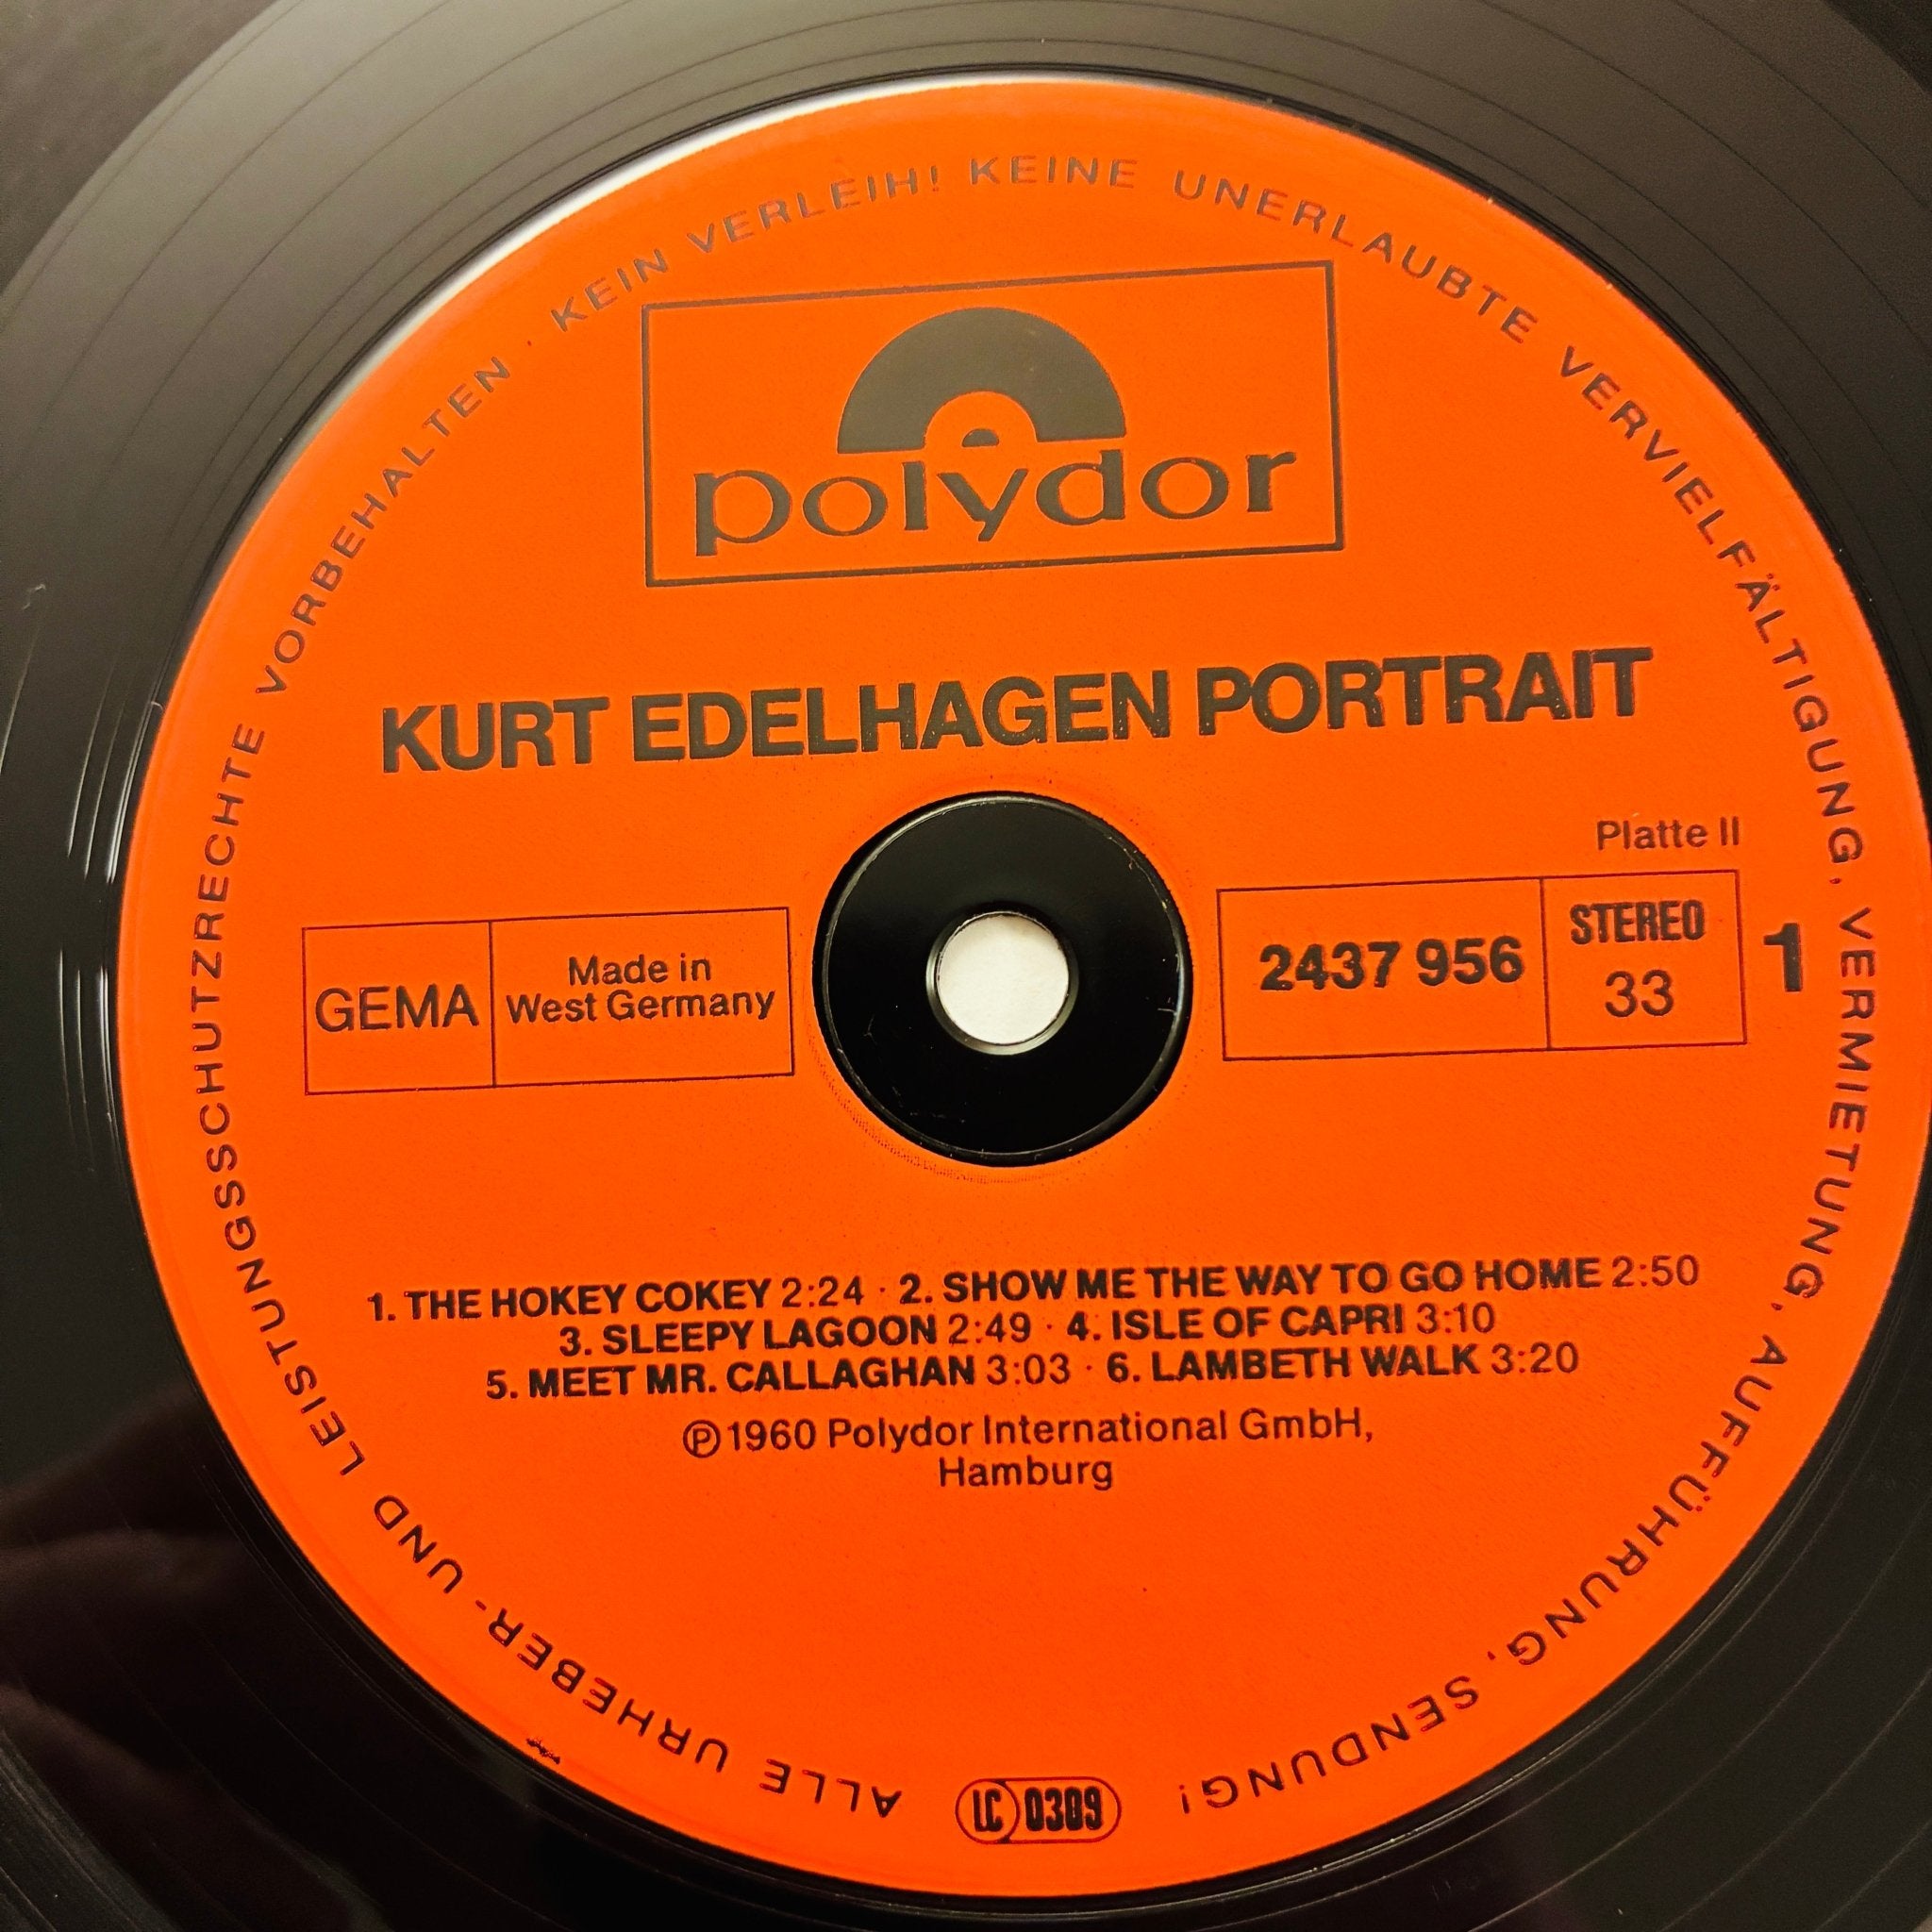 ALLE URHEBER- UND LEISTUNGSSCHUTZRECHTE VORBEHALTEN · KEIN VERLEIH! KEINE UNERLAUBTE VERVIELFÄLTIGUNG, VERMIETUNG, AUFFÜHRUNG, SENDUNG!
polydor
KURT EDELHAGEN PORTRAIT
Platte II
GEMA
Made in
West Germany
2437 956
STEREO
33
1
1. THE HOKEY COKEY 2:24 · 2. SHOW ME THE WAY TO GO HOME 2:50
3. SLEEPY LAGOON 2:49 · 4. ISLE OF CAPRI 3:10
5. MEET MR. CALLAGHAN 3:03 · 6. LAMBETH WALK 3:20
℗ 1960 Polydor International GmbH,
Hamburg
LC 0309